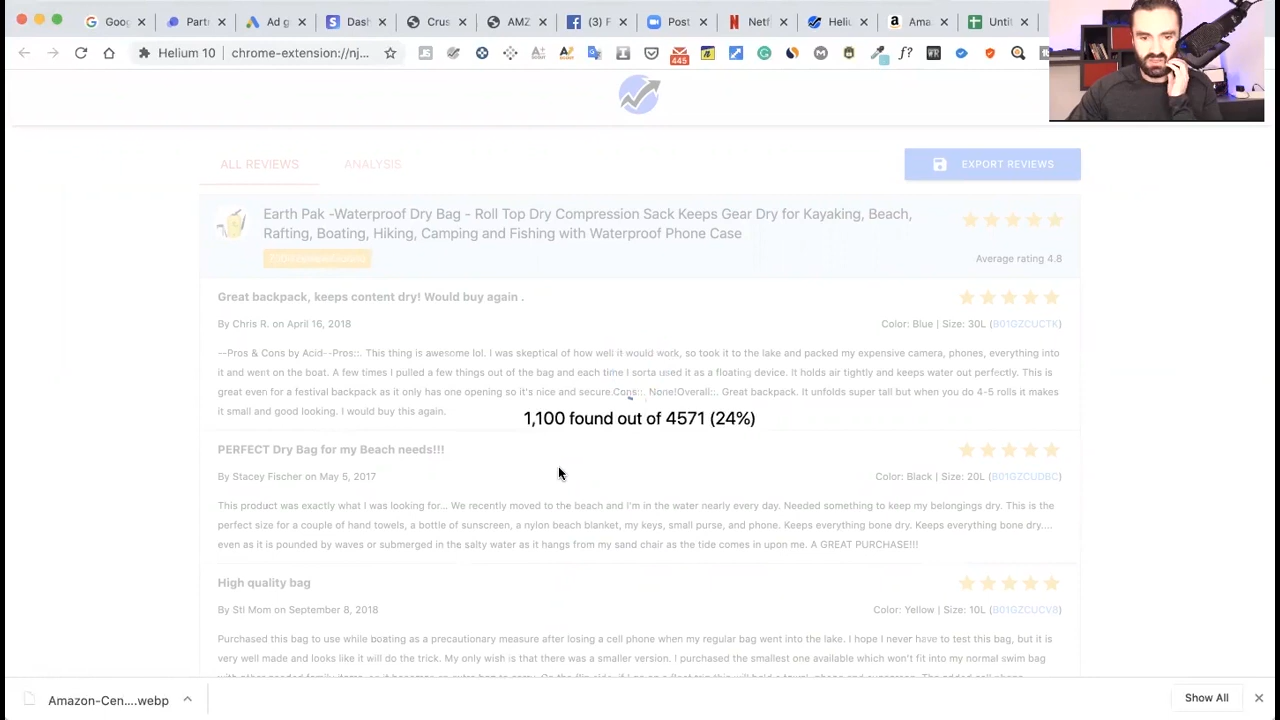 Goo
Partn
Ad g
Dash
Crus
AMZ
(3) F
Post
Netf
Heliu
Ama
Untit
Helium 10
chrome-extension://nj...
445
ALL REVIEWS
ANALYSIS
EXPORT REVIEWS
Earth Pak -Waterproof Dry Bag - Roll Top Dry Compression Sack Keeps Gear Dry for Kayaking, Beach,
Rafting, Boating, Hiking, Camping and Fishing with Waterproof Phone Case
Average rating 4.8
Great backpack, keeps content dry! Would buy again .
By Chris R. on April 16, 2018
Color: Blue | Size: 30L (B01GZCUCTK)
--Pros & Cons by Acid--Pros::. This thing is awesome lol. I was skeptical of how well it would work, so took it to the lake and packed my expensive camera, phones, everything into
it and went on the boat. A few times I pulled a few things out of the bag and each time I sorta used it as a floating device. It holds air tightly and keeps water out perfectly. This is
great even for a festival backpack as it only has one opening so it's nice and secure.Cons::. None!Overall::. Great backpack. It unfolds super tall but when you do 4-5 rolls it makes
it small and good looking. I would buy this again.
1,100 found out of 4571 (24%)
PERFECT Dry Bag for my Beach needs!!!
By Stacey Fischer on May 5, 2017
Color: Black | Size: 20L (B01GZCUDBC)
This product was exactly what I was looking for... We recently moved to the beach and I'm in the water nearly every day. Needed something to keep my belongings dry. This is the
perfect size for a couple of hand towels, a bottle of sunscreen, a nylon beach blanket, my keys, small purse, and phone. Keeps everything bone dry. Keeps everything bone dry....
even as it is pounded by waves or submerged in the salty water as it hangs from my sand chair as the tide comes in upon me. A GREAT PURCHASE!!!
High quality bag
By Stl Mom on September 8, 2018
Color: Yellow | Size: 10L (B01GZCUCV8)
Purchased this bag to use while boating as a precautionary measure after losing a cell phone when my regular bag went into the lake. I hope I never have to test this bag, but it is
very well made and looks like it will do the trick. My only wish is that there was a smaller version. I purchased the smallest one available which won't fit into my normal swim bag
Amazon-Cen....webp
Show All